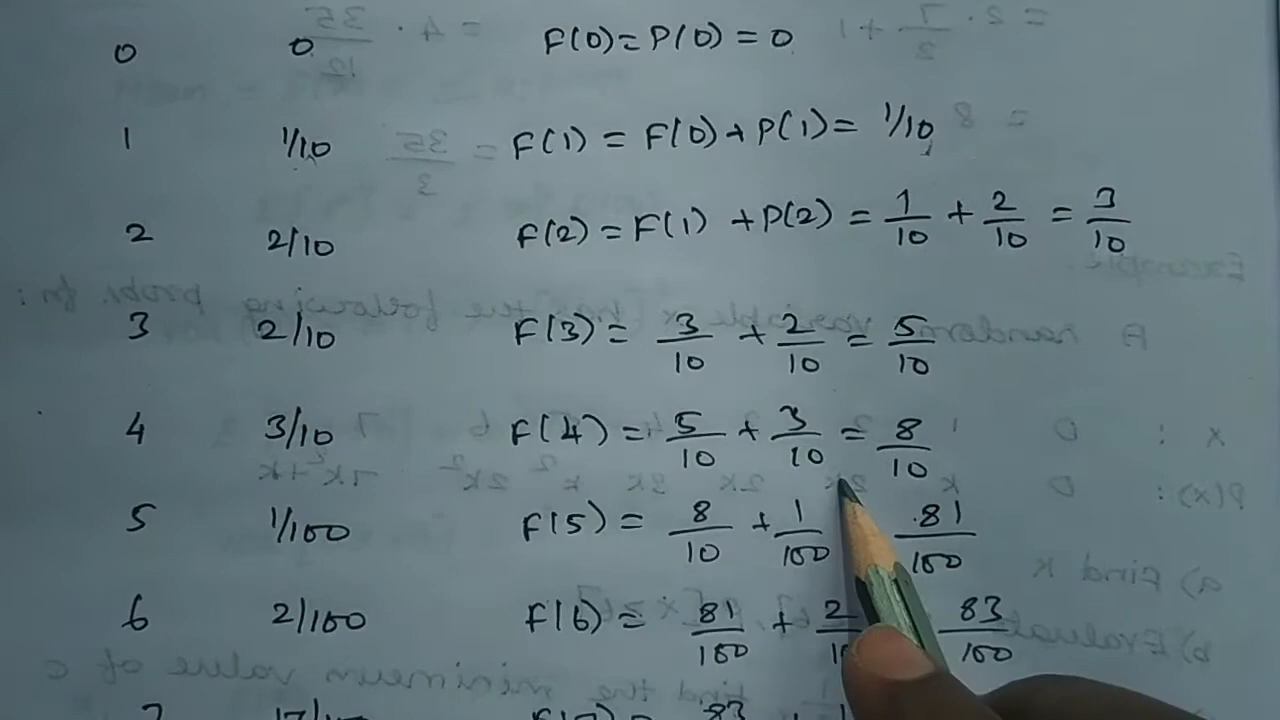 0 0 F(0) = P(0) = 0
1 1/10 F(1) = F(0) + P(1) = 1/10
2 2/10 F(2) = F(1) + P(2) = 1/10 + 2/10 = 3/10
3 2/10 F(3) = 3/10 + 2/10 = 5/10
4 3/10 F(4) = 5/10 + 3/10 = 8/10
5 1/100 F(5) = 8/10 + 1/100 81/100
6 2/100 F(6) = 81/100 + 2/ 83/100
7 83